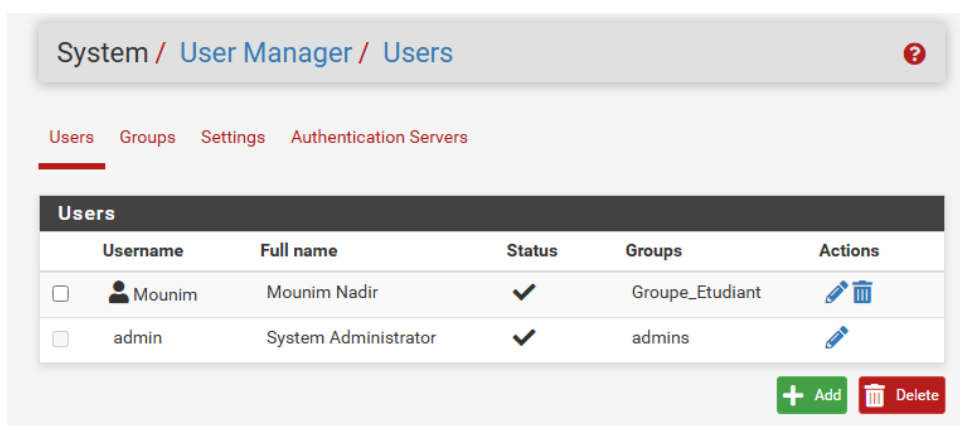 System / User Manager / Users
Users Groups Settings Authentication Servers
Users
Username Full name Status Groups Actions
Mounim Mounim Nadir Groupe_Etudiant
admin System Administrator admins
Add Delete